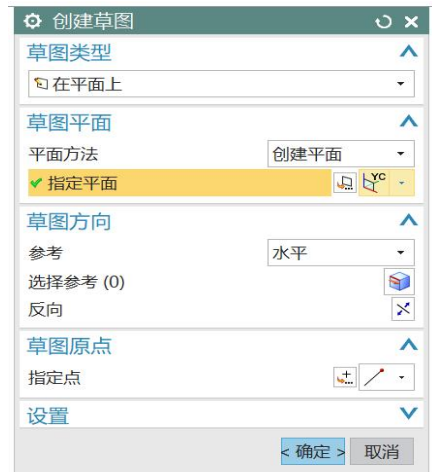 创建草图
草图类型
在平面上
草图平面
平面方法 创建平面
指定平面 YC
草图方向
参考 水平
选择参考 (0)
反向
草图原点
指定点
设置
< 确定 > 取消